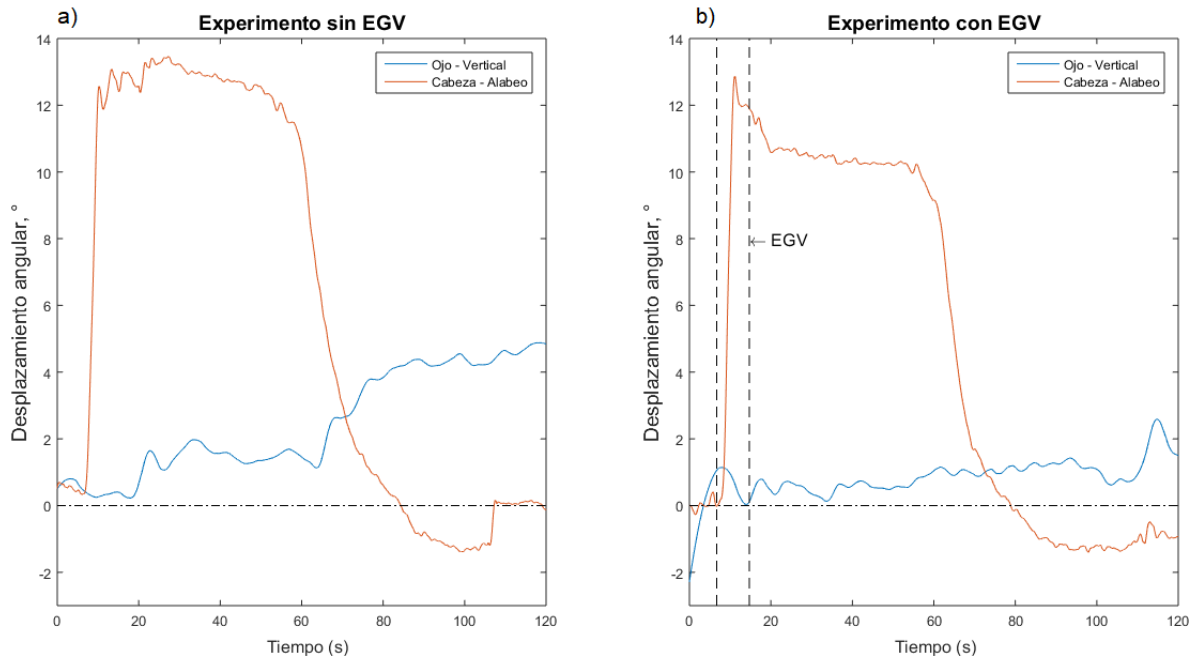 a)
Experimento sin EGV
Ojo - Vertical
Cabeza - Alabeo
14
12
10
8
6
4
2
0
-2
Desplazamiento angular, °
0
20
40
60
80
100
120
Tiempo (s)
b)
Experimento con EGV
Ojo - Vertical
Cabeza - Alabeo
EGV
14
12
10
8
6
4
2
0
-2
Desplazamiento angular, °
0
20
40
60
80
100
120
Tiempo (s)